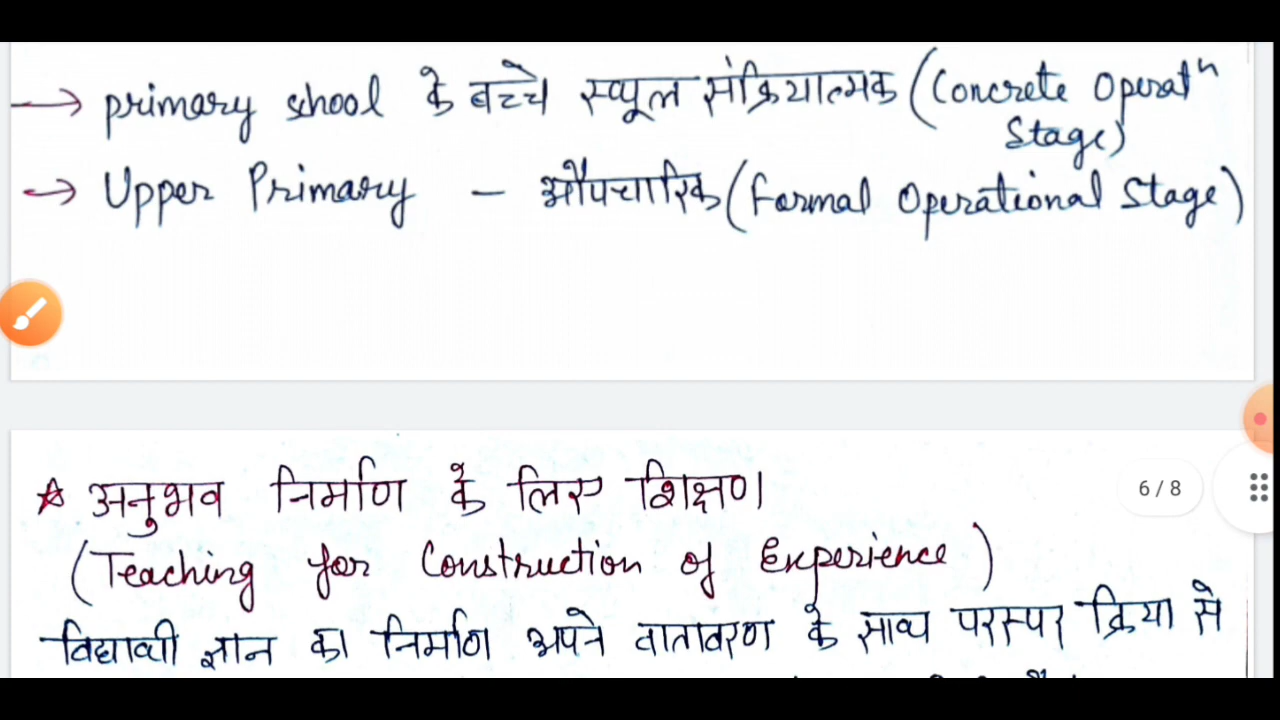 → primary school के बच्चे स्थूल संक्रियात्मक (Concrete Operatⁿ
Stage)
→ Upper Primary – औपचारिक (Formal Operational Stage)
☆ अनुभव निर्माण के लिए शिक्षण।
6 / 8
(Teaching for Construction of Experience)
विद्यार्थी ज्ञान का निर्माण अपने वातावरण के साथ परस्पर क्रिया से